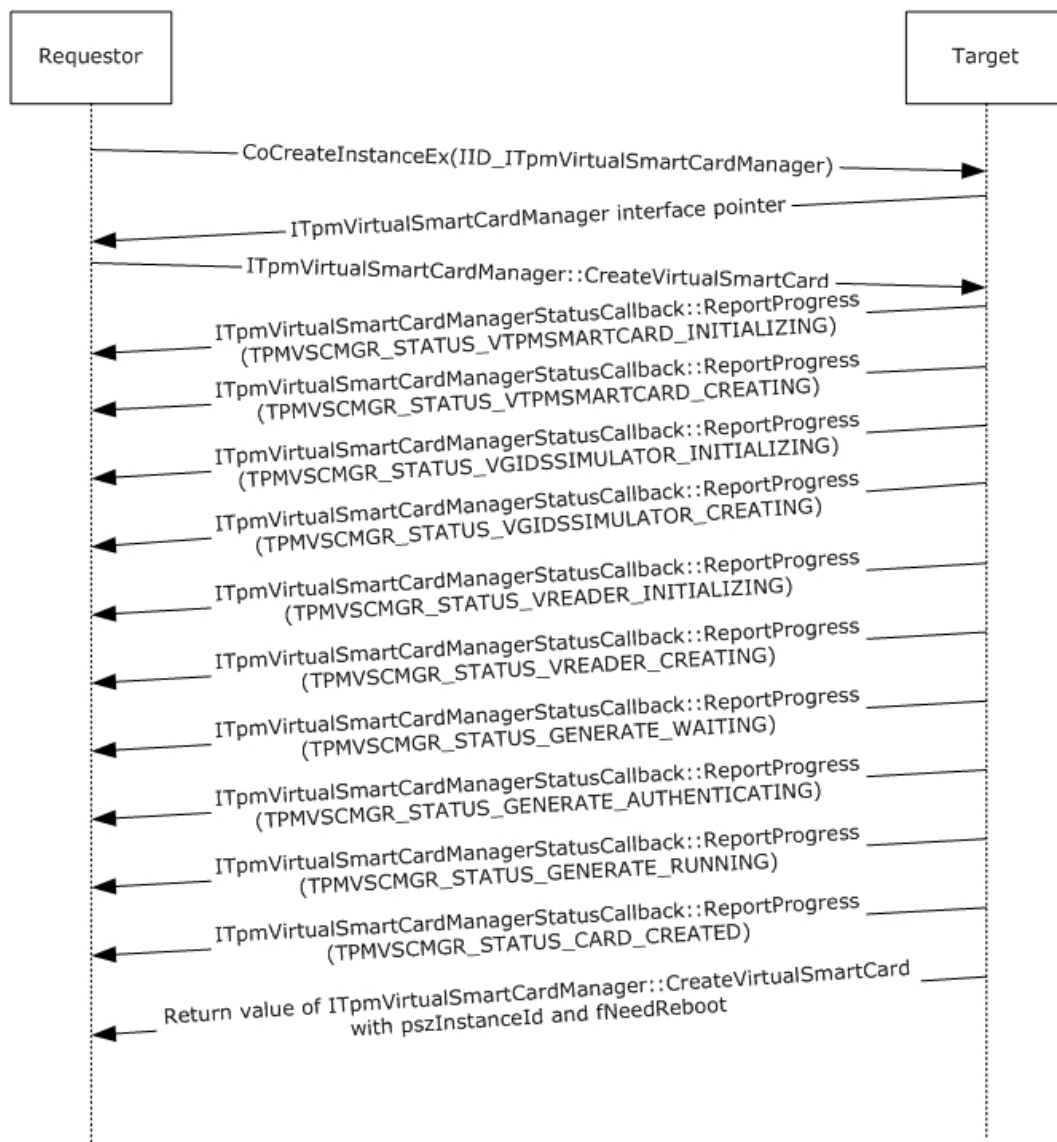 Requestor
Target
CoCreateInstanceEx(IID_ITpmVirtualSmartCardManager)
ITpmVirtualSmartCardManager interface pointer
ITpmVirtualSmartCardManager::CreateVirtualSmartCard
ITpmVirtualSmartCardManagerStatusCallback::ReportProgress
(TPMVSCMGR_STATUS_VTPMSMARTCARD_INITIALIZING)
ITpmVirtualSmartCardManagerStatusCallback::ReportProgress
(TPMVSCMGR_STATUS_VTPMSMARTCARD_CREATING)
ITpmVirtualSmartCardManagerStatusCallback::ReportProgress
(TPMVSCMGR_STATUS_VGIDSSIMULATOR_INITIALIZING)
ITpmVirtualSmartCardManagerStatusCallback::ReportProgress
(TPMVSCMGR_STATUS_VGIDSSIMULATOR_CREATING)
ITpmVirtualSmartCardManagerStatusCallback::ReportProgress
(TPMVSCMGR_STATUS_VREADER_INITIALIZING)
ITpmVirtualSmartCardManagerStatusCallback::ReportProgress
(TPMVSCMGR_STATUS_VREADER_CREATING)
ITpmVirtualSmartCardManagerStatusCallback::ReportProgress
(TPMVSCMGR_STATUS_GENERATE_WAITING)
ITpmVirtualSmartCardManagerStatusCallback::ReportProgress
(TPMVSCMGR_STATUS_GENERATE_AUTHENTICATING)
ITpmVirtualSmartCardManagerStatusCallback::ReportProgress
(TPMVSCMGR_STATUS_GENERATE_RUNNING)
ITpmVirtualSmartCardManagerStatusCallback::ReportProgress
(TPMVSCMGR_STATUS_CARD_CREATED)
Return value of ITpmVirtualSmartCardManager::CreateVirtualSmartCard
with pszInstanceId and fNeedReboot